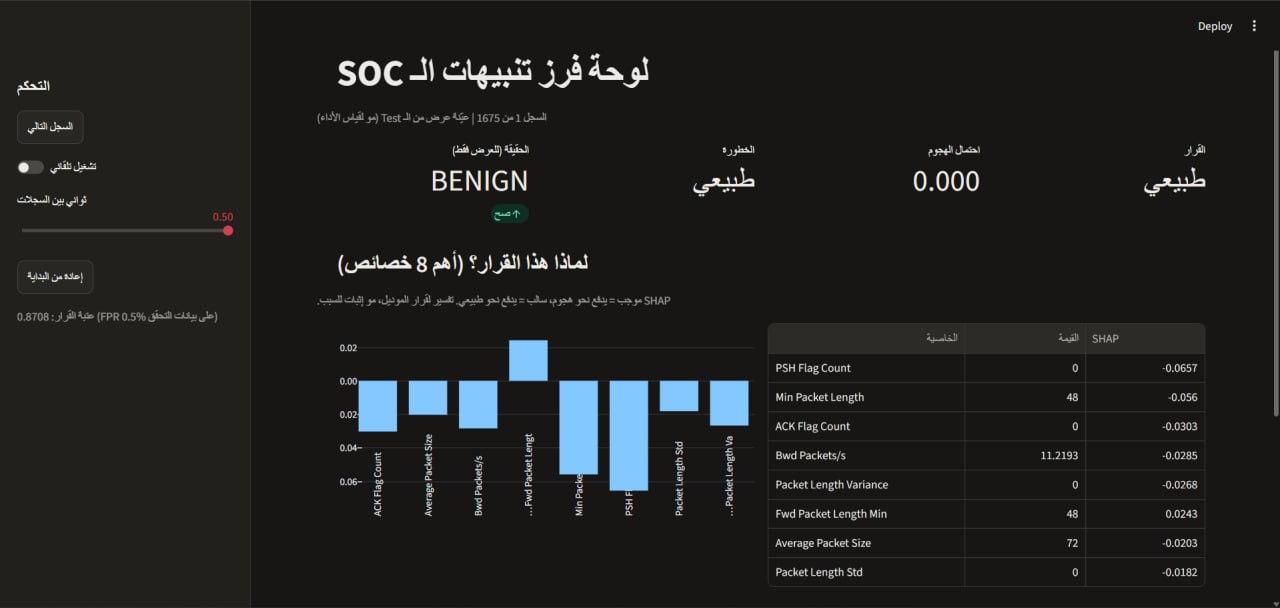 Deploy
التحكم
السجل التالي
تشغيل تلقائي
ثواني بين السجلات
0.50
إعادة من البداية
عتبة القرار: 0.8708 (FPR 0.5% على بيانات التحقق)
لوحة فرز تنبيهات الـ SOC
السجل 1 من 1675 | عيّنة عرض من الـ Test (مو لقياس الأداء)
القرار
طبيعي
احتمال الهجوم
0.000
الخطورة
طبيعي
الحقيقة (للعرض فقط)
BENIGN
↑ صح
لماذا هذا القرار؟ (أهم 8 خصائص)
SHAP موجب = يدفع نحو هجوم، سالب = يدفع نحو طبيعي. تفسير لقرار الموديل، مو إثبات للسبب.
0.02
0.00
0.02−
0.04−
0.06−
ACK Flag Count
Average Packet Size
Bwd Packets/s
...Fwd Packet Lengt
Min Packe
PSH F
Packet Length Std
...Packet Length Va
الخاصية القيمة SHAP
PSH Flag Count 0 -0.0657
Min Packet Length 48 -0.056
ACK Flag Count 0 -0.0303
Bwd Packets/s 11.2193 -0.0285
Packet Length Variance 0 -0.0268
Fwd Packet Length Min 48 0.0243
Average Packet Size 72 -0.0203
Packet Length Std 0 -0.0182